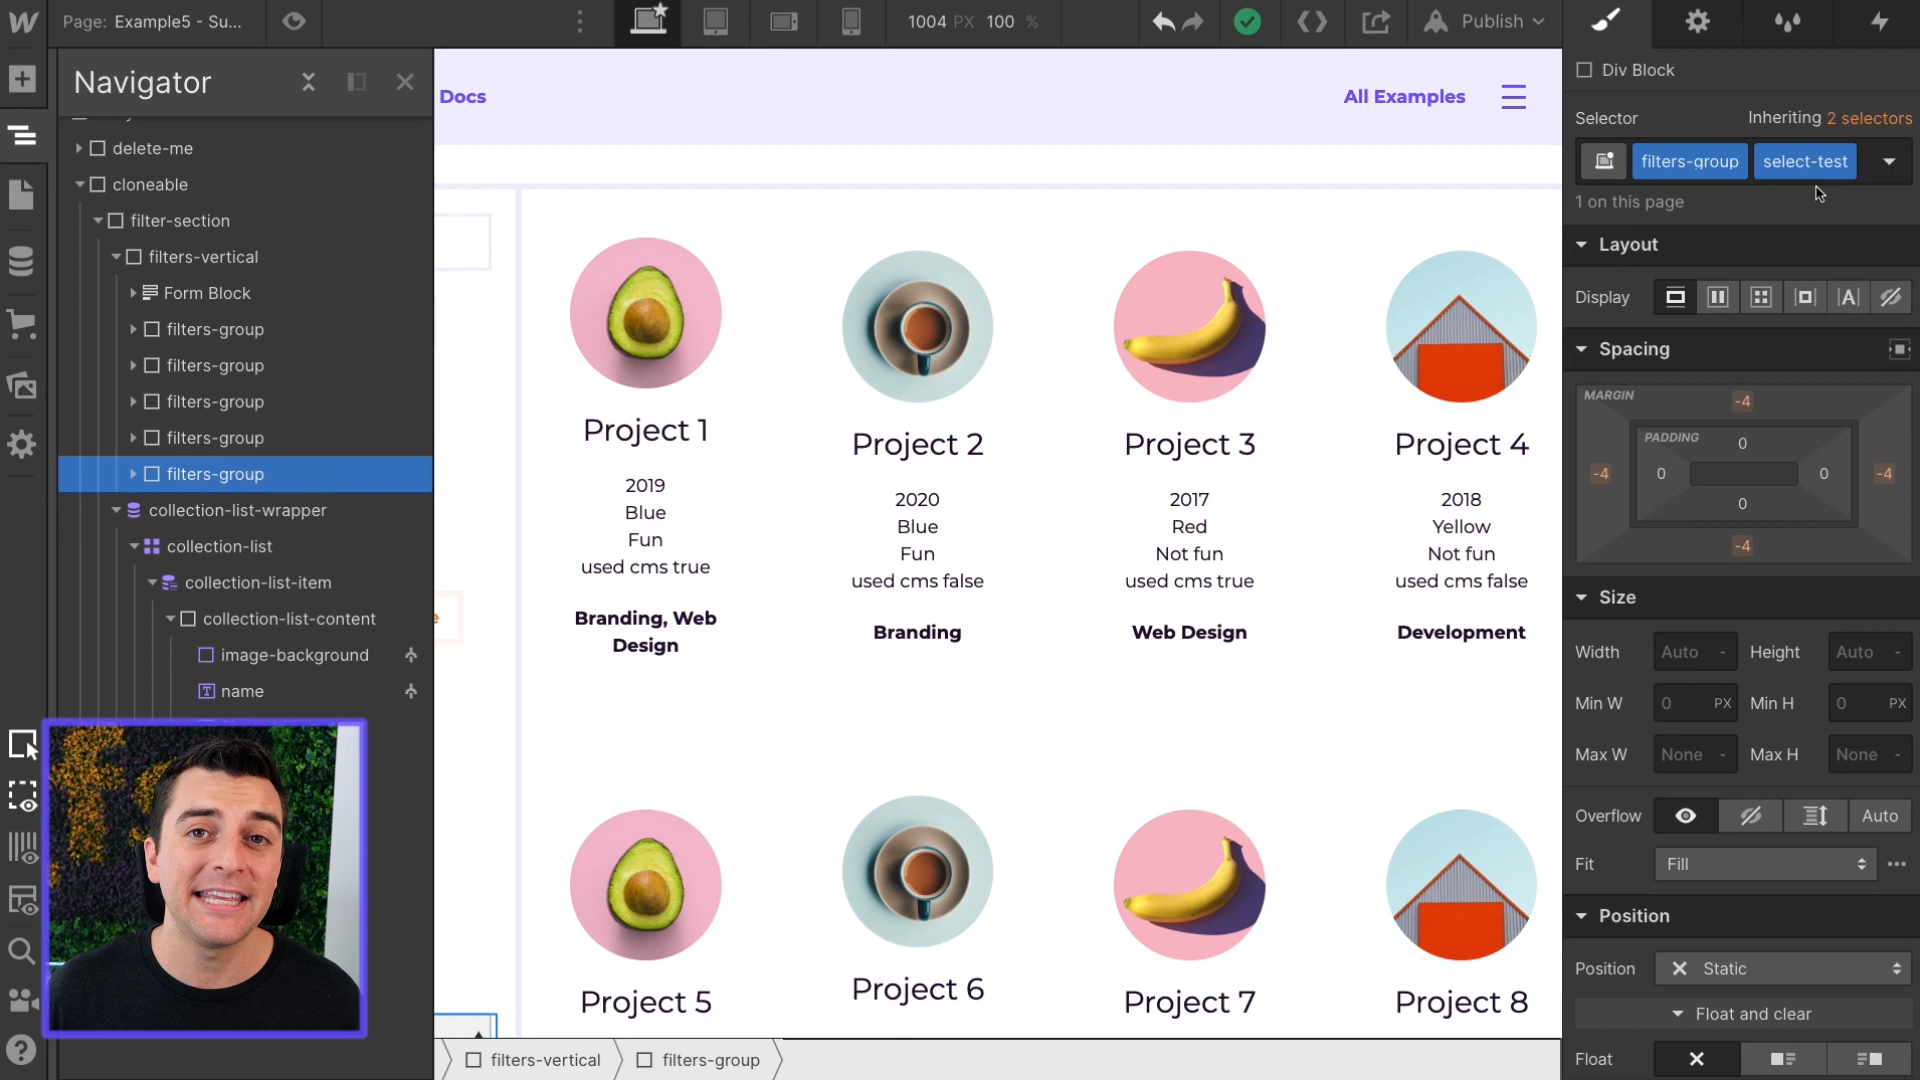 Page: Example5 - Su...
1004 PX 100 %
Publish
Navigator
delete-me
cloneable
filter-section
filters-vertical
Form Block
filters-group
filters-group
filters-group
filters-group
filters-group
collection-list-wrapper
collection-list
collection-list-item
collection-list-content
image-background
name
Docs
All Examples
Project 1
2019
Blue
Fun
used cms true
Branding, Web
Design
Project 2
2020
Blue
Fun
used cms false
Branding
Project 3
2017
Red
Not fun
used cms true
Web Design
Project 4
2018
Yellow
Not fun
used cms false
Development
Project 5
Project 6
Project 7
Project 8
filters-vertical
filters-group
Div Block
Selector
Inheriting 2 selectors
filters-group select-test
1 on this page
Layout
Display
Spacing
MARGIN
-4
PADDING
0
-4 0 0 -4
0
-4
Size
Width Auto - Height Auto -
Min W 0 PX Min H 0 PX
Max W None - Max H None -
Overflow Auto
Fit Fill
Position
Position Static
Float and clear
Float